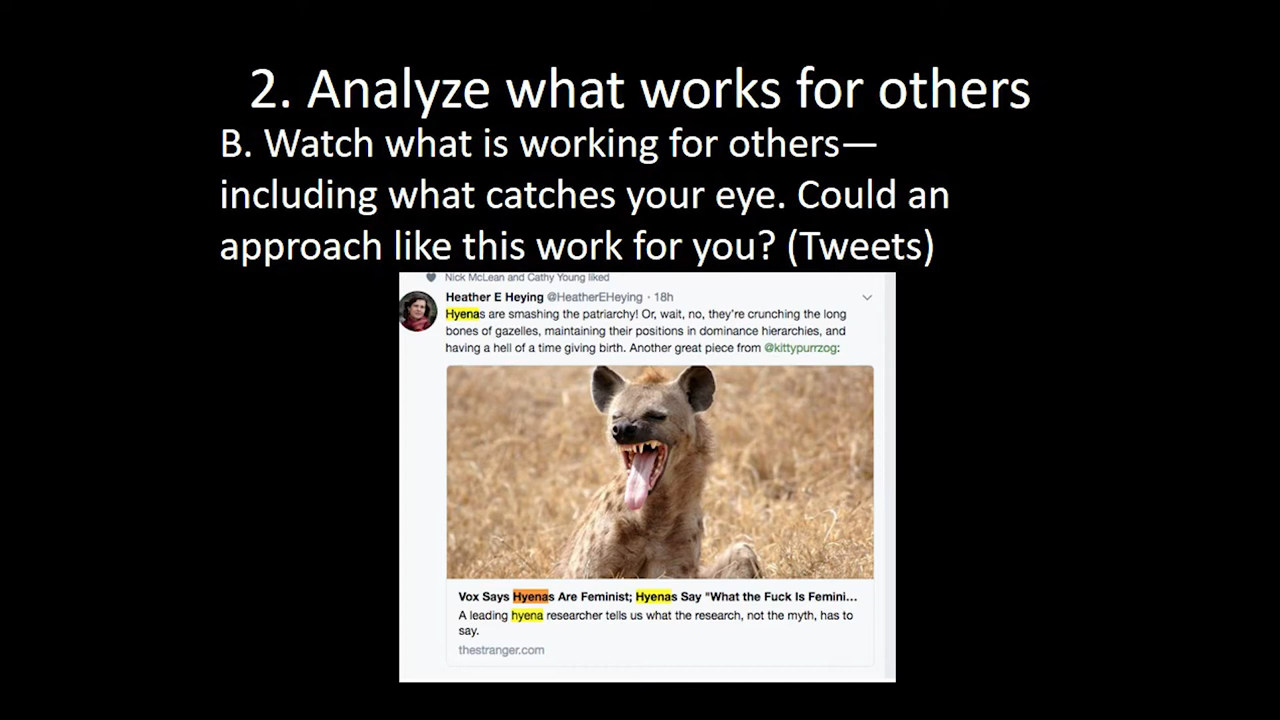 2. Analyze what works for others
B. Watch what is working for others—
including what catches your eye. Could an
approach like this work for you? (Tweets)
Nick McLean and Cathy Young liked
Heather E Heying @HeatherEHeying · 18h
Hyenas are smashing the patriarchy! Or, wait, no, they're crunching the long
bones of gazelles, maintaining their positions in dominance hierarchies, and
having a hell of a time giving birth. Another great piece from @kittypurrzog:
Vox Says Hyenas Are Feminist; Hyenas Say "What the Fuck Is Femini...
A leading hyena researcher tells us what the research, not the myth, has to
say.
thestranger.com